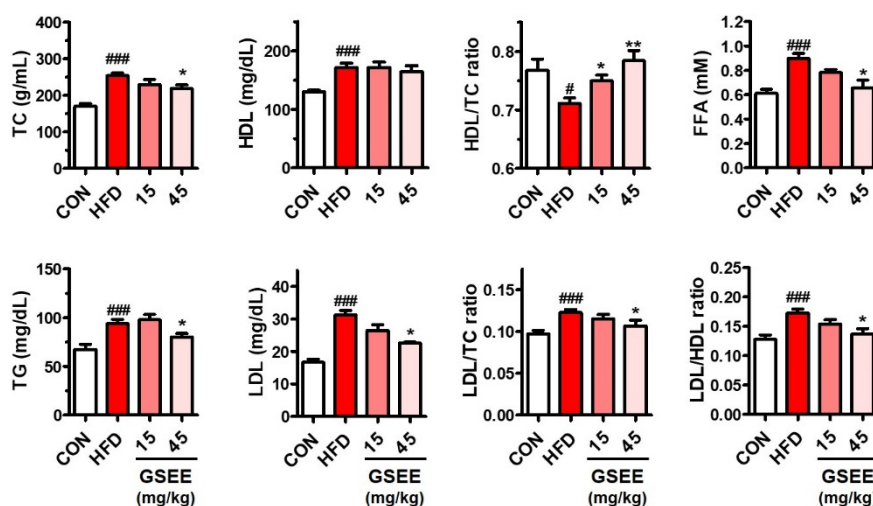 TC (g/mL)
400
300
200
100
0
###
*
CON
HFD
15
45
HDL (mg/dL)
200
150
100
50
0
###
CON
HFD
15
45
HDL/TC ratio
0.8
0.7
0.6
#
*
**
CON
HFD
15
45
FFA (mM)
1.2
1.0
0.8
0.6
0.4
0.2
0.0
###
*
CON
HFD
15
45
TG (mg/dL)
150
100
50
0
###
*
CON
HFD
15
45
GSEE
(mg/kg)
LDL (mg/dL)
40
30
20
10
0
###
*
CON
HFD
15
45
GSEE
(mg/kg)
LDL/TC ratio
0.15
0.10
0.05
0.00
###
*
CON
HFD
15
45
GSEE
(mg/kg)
LDL/HDL ratio
0.25
0.20
0.15
0.10
0.05
0.00
###
*
CON
HFD
15
45
GSEE
(mg/kg)